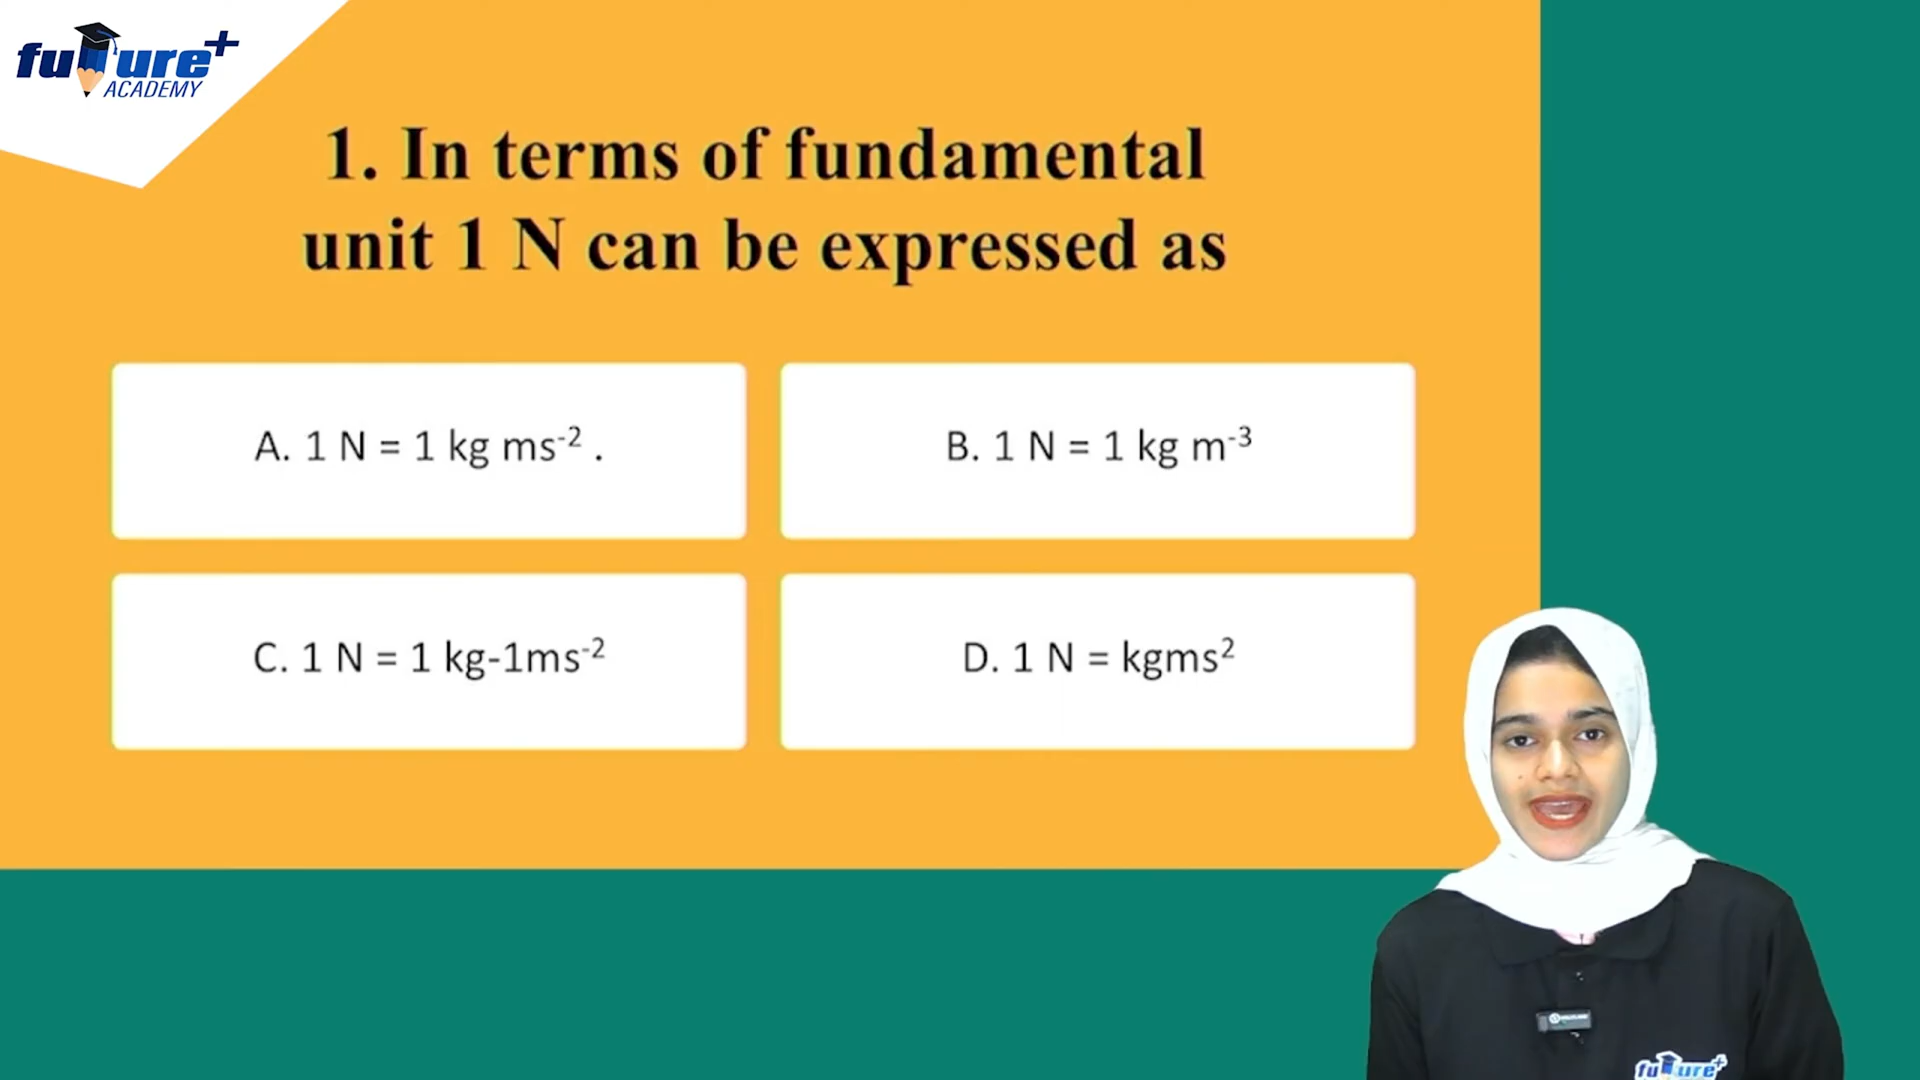 future+
ACADEMY
1. In terms of fundamental
unit 1 N can be expressed as
A. 1 N = 1 kg ms⁻² .
B. 1 N = 1 kg m⁻³
C. 1 N = 1 kg-1ms⁻²
D. 1 N = kgms²
future+